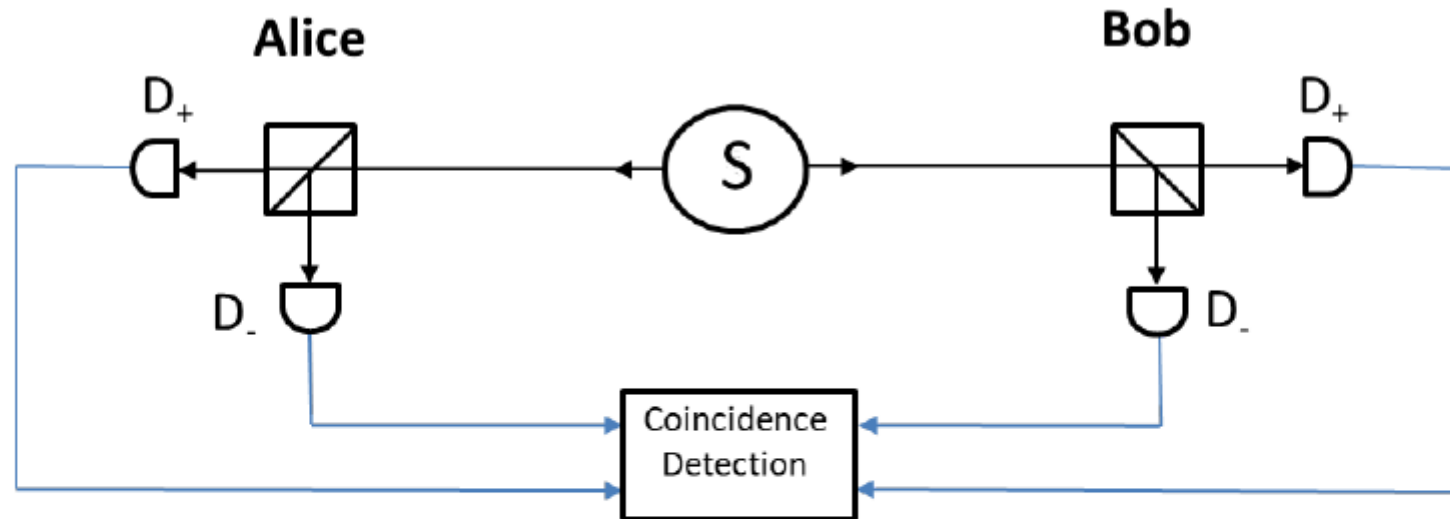 Alice
Bob
D+
D+
S
D-
D-
Coincidence
Detection